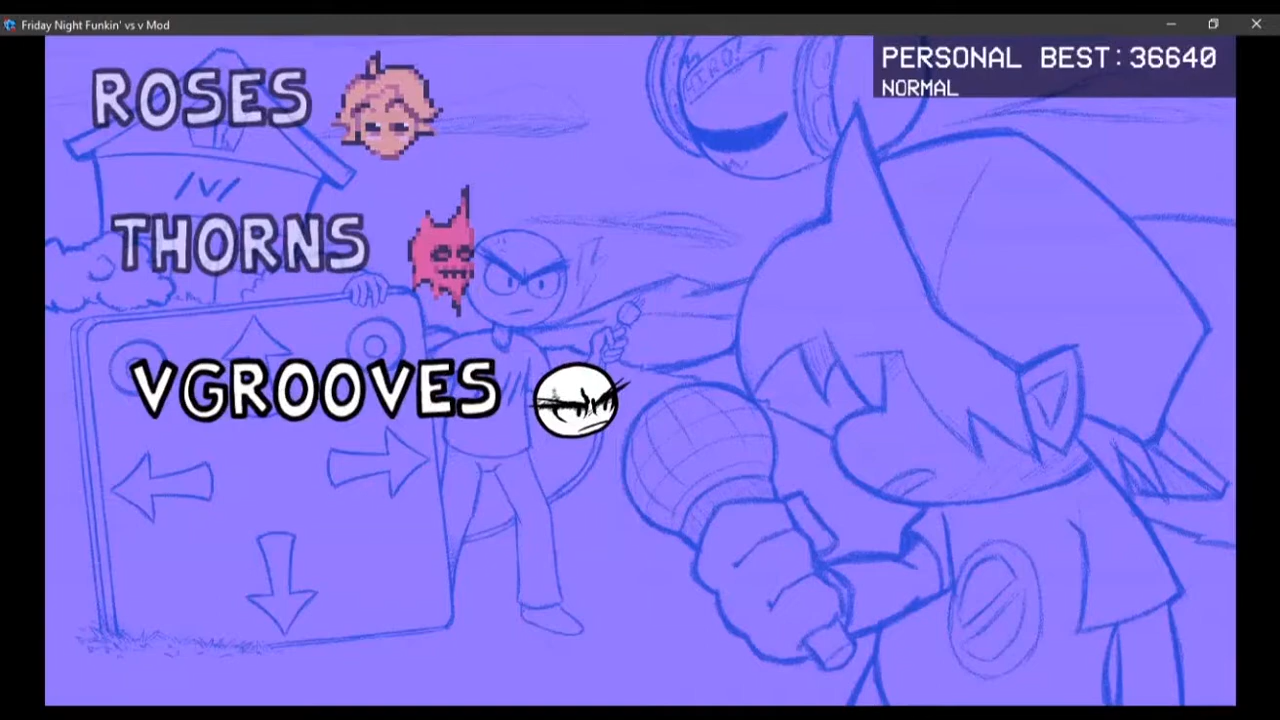 Friday Night Funkin' vs v Mod
PERSONAL BEST:36640
NORMAL
ROSES
THORNS
VGROOVES